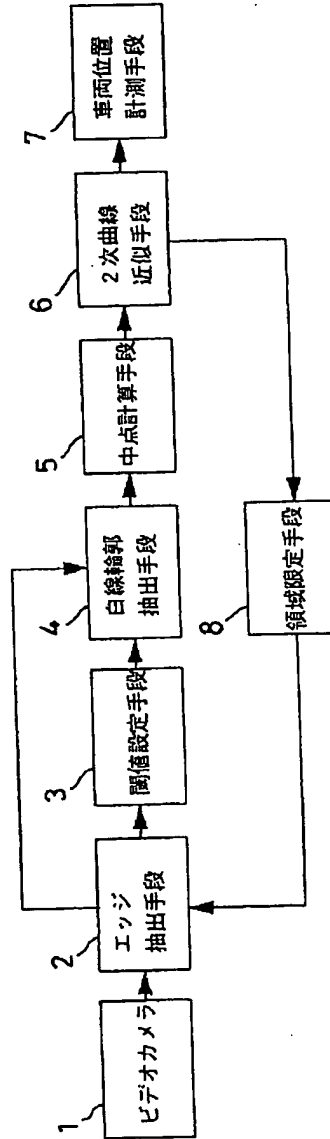 1
ビデオカメラ
2
エッジ
抽出手段
3
閾値設定手段
4
白線輪郭
抽出手段
5
中点計算手段
6
2次曲線
近似手段
7
車両位置
計測手段
8
領域限定手段